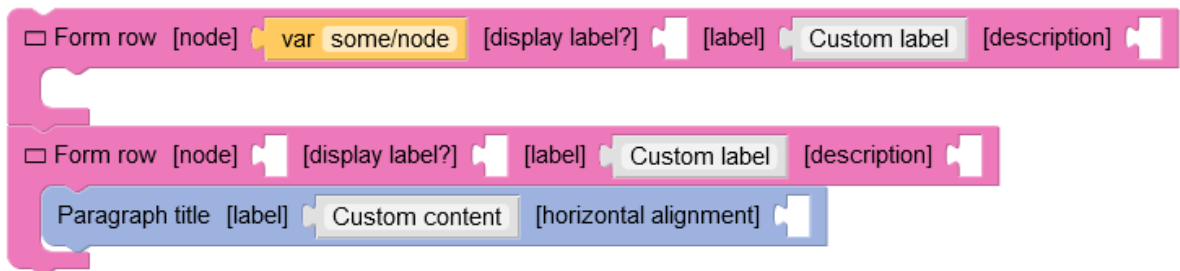 Form row [node] var some/node [display label?] [label] Custom label [description]
Form row [node] [display label?] [label] Custom label [description]
Paragraph title [label] Custom content [horizontal alignment]